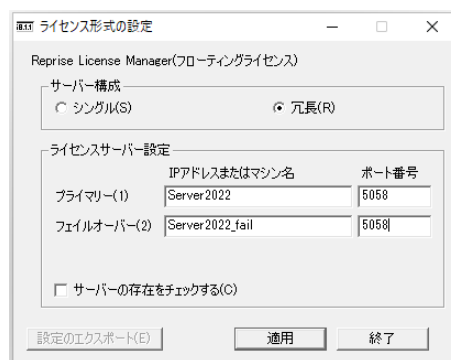 ライセンス形式の設定
Reprise License Manager(フローティングライセンス)
サーバー構成
シングル(S) 冗長(R)
ライセンスサーバー設定
IPアドレスまたはマシン名 ポート番号
プライマリー(1) Server2022 5058
フェイルオーバー(2) Server2022_fail 5058
サーバーの存在をチェックする(C)
設定のエクスポート(E) 適用 終了